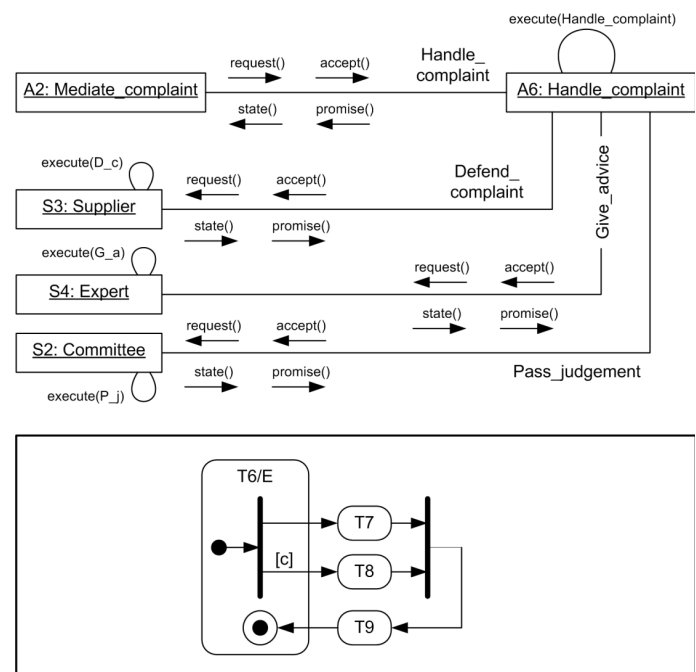 execute(Handle_complaint)
request() accept() Handle_
complaint
A2: Mediate_complaint
A6: Handle_complaint
state() promise()
execute(D_c)
request() accept() Defend_
complaint
S3: Supplier
state() promise()
Give_advice
execute(G_a)
request() accept()
S4: Expert
state() promise()
request() accept()
S2: Committee
state() promise()
Pass_judgement
execute(P_j)
T6/E
T7
[c]
T8
T9